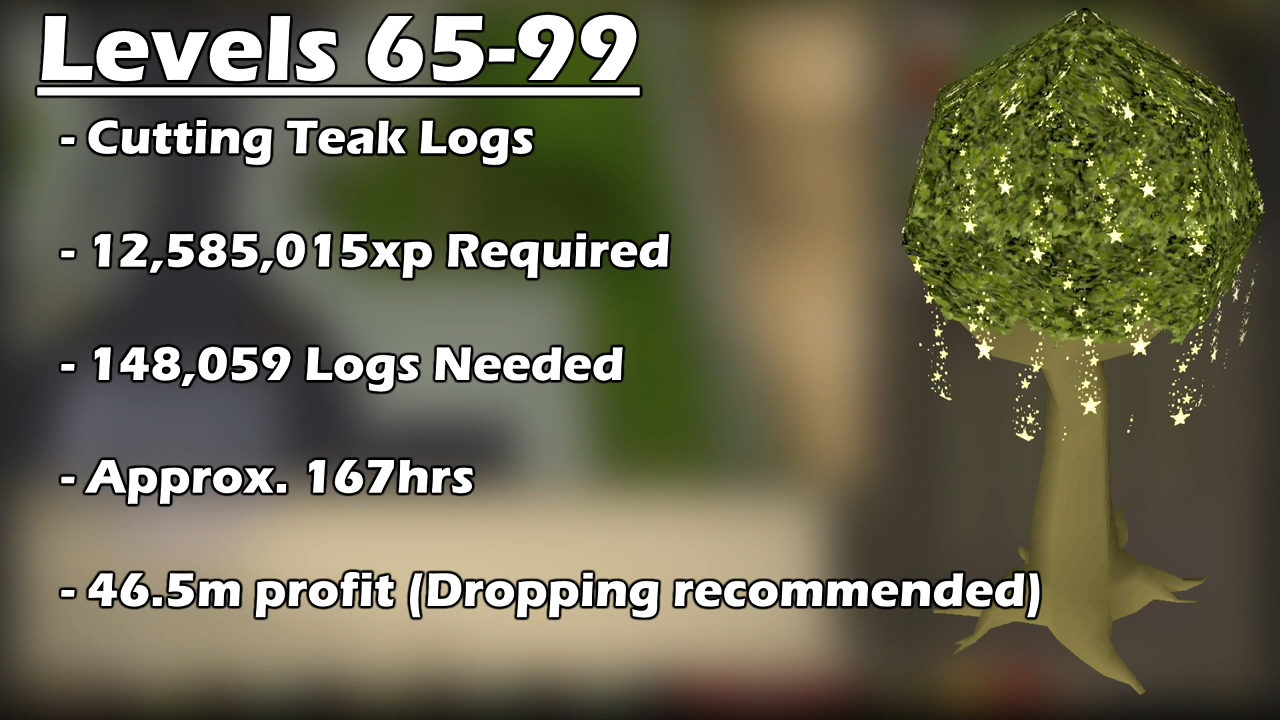 Levels 65-99
- Cutting Teak Logs
- 12,585,015xp Required
- 148,059 Logs Needed
- Approx. 167hrs
- 46.5m profit (Dropping recommended)